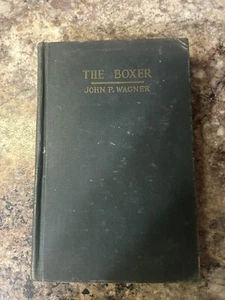 THE BOXER
JOHN P. WAGNER